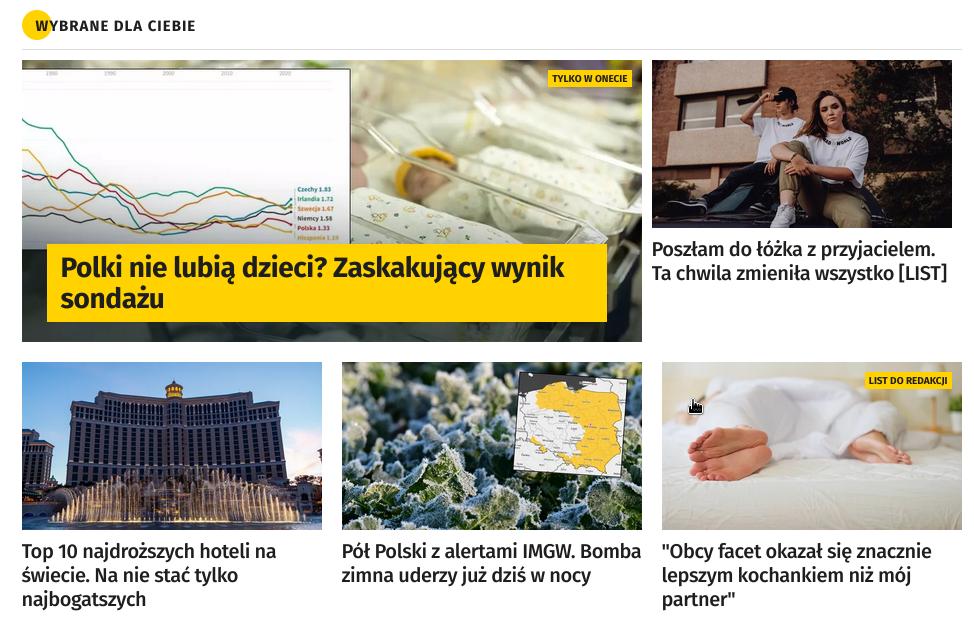 WYBRANE DLA CIEBIE
1980
1990
2000
2010
2020
TYLKO W ONECIE
Czechy 1.83
Irlandia 1.72
Szwecja 1.67
Niemcy 1.58
Polska 1.33
Hiszpania 1.19
Polki nie lubią dzieci? Zaskakujący wynik
sondażu
Poszłam do łóżka z przyjacielem.
Ta chwila zmieniła wszystko [LIST]
LIST DO REDAKCJI
Top 10 najdroższych hoteli na
świecie. Na nie stać tylko
najbogatszych
Pół Polski z alertami IMGW. Bomba
zimna uderzy już dziś w nocy
"Obcy facet okazał się znacznie
lepszym kochankiem niż mój
partner"